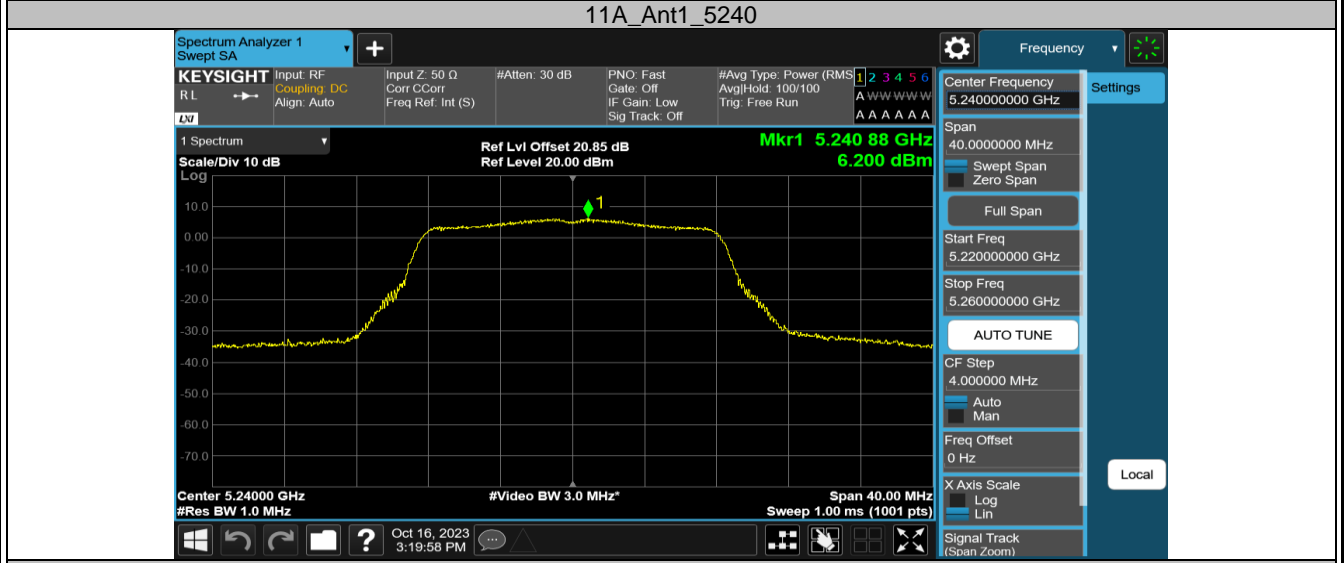 11A_Ant1_5240
Spectrum Analyzer 1
Swept SA
Frequency
KEYSIGHT
R L
LXI
Input: RF
Coupling: DC
Align: Auto
Input Z: 50 Ω
Corr CCorr
Freq Ref: Int (S)
#Atten: 30 dB
PNO: Fast
Gate: Off
IF Gain: Low
Sig Track: Off
#Avg Type: Power (RMS
Avg|Hold: 100/100
Trig: Free Run
1 2 3 4 5 6
A W W W W W
A A A A A A
1 Spectrum
Scale/Div 10 dB
Log
Ref Lvl Offset 20.85 dB
Ref Level 20.00 dBm
Mkr1 5.240 88 GHz
6.200 dBm
1
10.0
0.00
-10.0
-20.0
-30.0
-40.0
-50.0
-60.0
-70.0
Center 5.24000 GHz
#Res BW 1.0 MHz
#Video BW 3.0 MHz*
Span 40.00 MHz
Sweep 1.00 ms (1001 pts)
Center Frequency
5.240000000 GHz
Span
40.0000000 MHz
Swept Span
Zero Span
Full Span
Start Freq
5.220000000 GHz
Stop Freq
5.260000000 GHz
AUTO TUNE
CF Step
4.000000 MHz
Auto
Man
Freq Offset
0 Hz
X Axis Scale
Log
Lin
Signal Track
(Span Zoom)
Settings
Local
?
Oct 16, 2023
3:19:58 PM